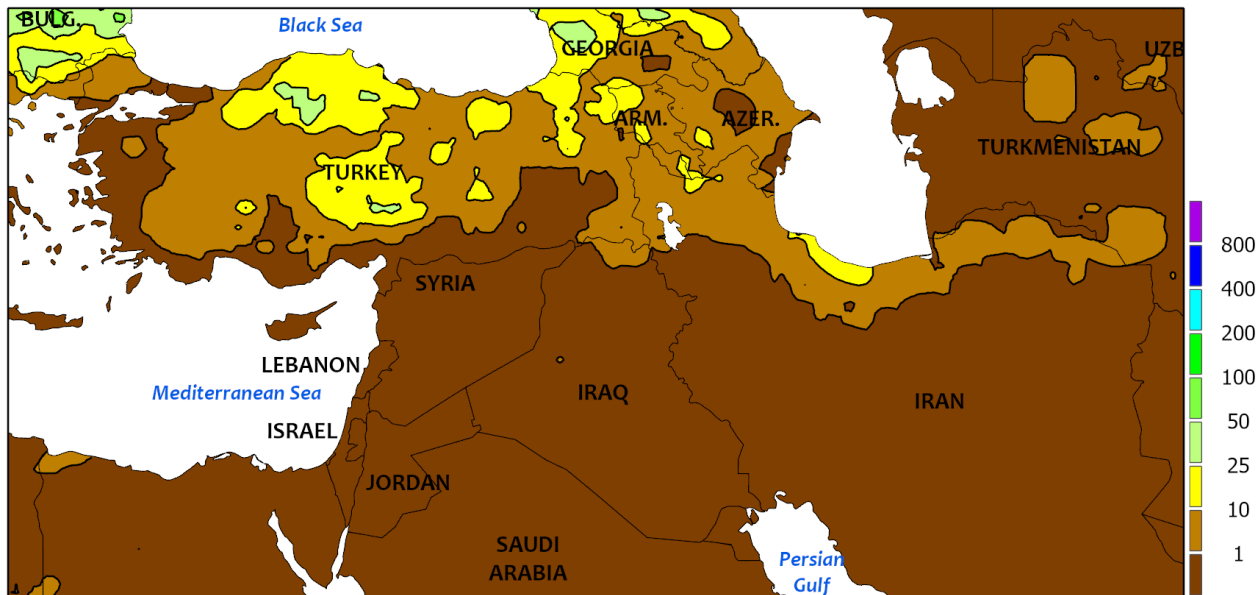 BULG.
Black Sea
GEORGIA
UZB
ARM.
AZER.
TURKMENISTAN
TURKEY
SYRIA
LEBANON
Mediterranean Sea
ISRAEL
IRAQ
IRAN
JORDAN
SAUDI
ARABIA
Persian
Gulf
800
400
200
100
50
25
10
1